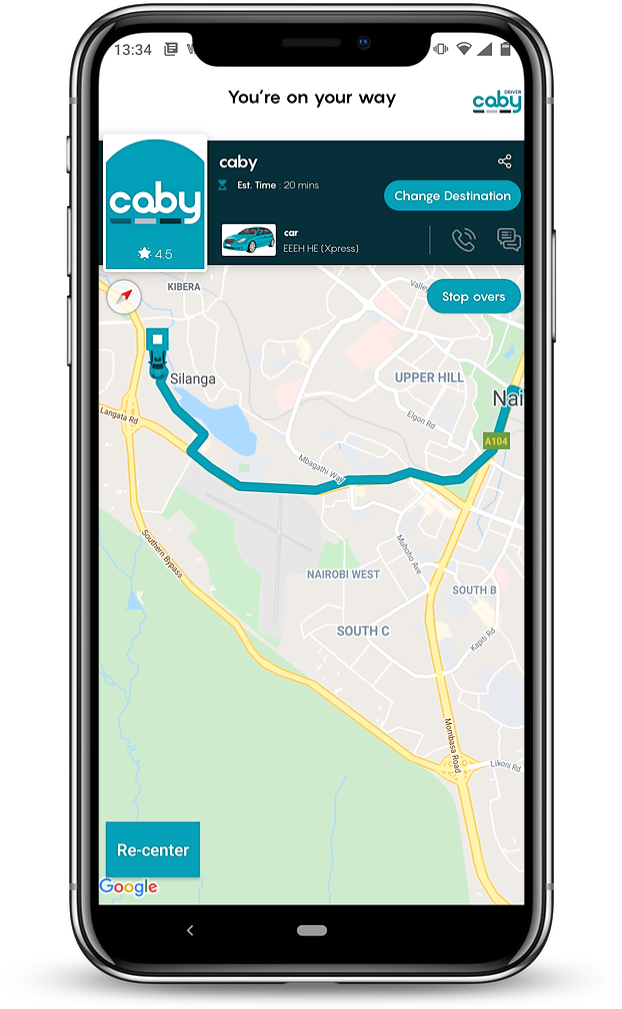 13:34
You're on your way
DRIVER
caby
caby
Est. Time : 20 mins
Change Destination
caby
4.5
car
EEEH HE (Xpress)
KIBERA
Valley
Stop overs
Silanga
UPPER HILL
Nai
Langata Rd
Elgon Rd
A104
Mbagathi Way
Southern Bypass
Muhoho Ave
NAIROBI WEST
SOUTH B
SOUTH C
Kapiti Rd
Mombasa Road
Likoni Rd
Re-center
Google